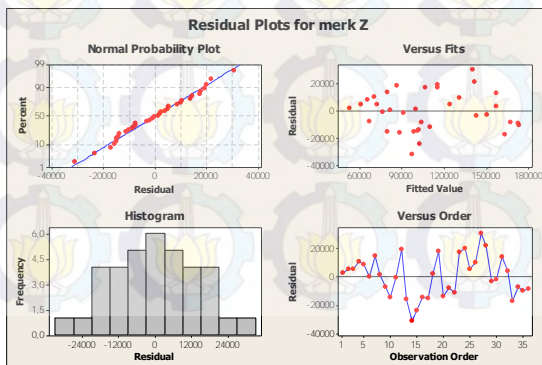 Residual Plots for merk Z
Normal Probability Plot
99
90
50
10
1
Percent
-40000 -20000 0 20000 40000
Residual
Versus Fits
20000
0
-20000
-40000
Residual
60000 90000 120000 150000 180000
Fitted Value
Histogram
6.0
4.5
3.0
1.5
0.0
Frequency
-24000 -12000 0 12000 24000
Residual
Versus Order
20000
0
-20000
-40000
Residual
1 5 10 15 20 25 30 35
Observation Order